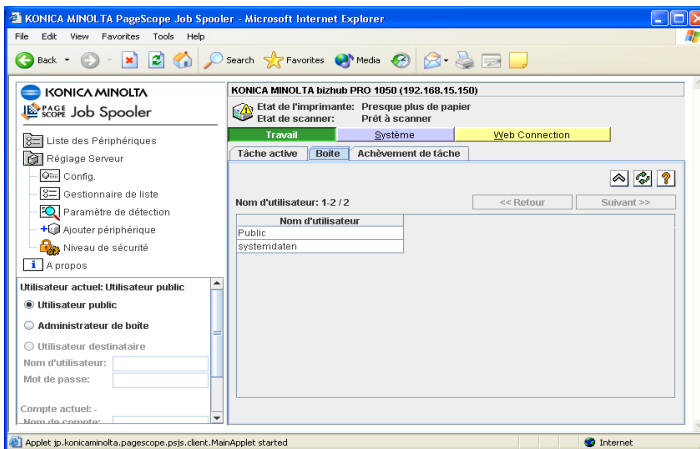 KONICA MINOLTA PageScope Job Spooler - Microsoft Internet Explorer
File Edit View Favorites Tools Help
Back Search Favorites Media
KONICA MINOLTA
PAGE SCOPE Job Spooler
Liste des Périphériques
Réglage Serveur
Config.
Gestionnaire de liste
Paramètre de détection
Ajouter périphérique
Niveau de sécurité
A propos
Utilisateur actuel: Utilisateur public
Utilisateur public
Administrateur de boîte
Utilisateur destinataire
Nom d'utilisateur:
Mot de passe:
Compte actuel: -
Nom de compte:
KONICA MINOLTA bizhub PRO 1050 (192.168.15.150)
Etat de l'imprimante: Presque plus de papier
Etat de scanner: Prêt à scanner
Travail Système Web Connection
Tâche active Boîte Achèvement de tâche
Nom d'utilisateur: 1-2 / 2 << Retour Suivant >>
Nom d'utilisateur
Public
systemdaten
Applet jp.konicaminolta.pagescope.psjs.client.MainApplet started Internet